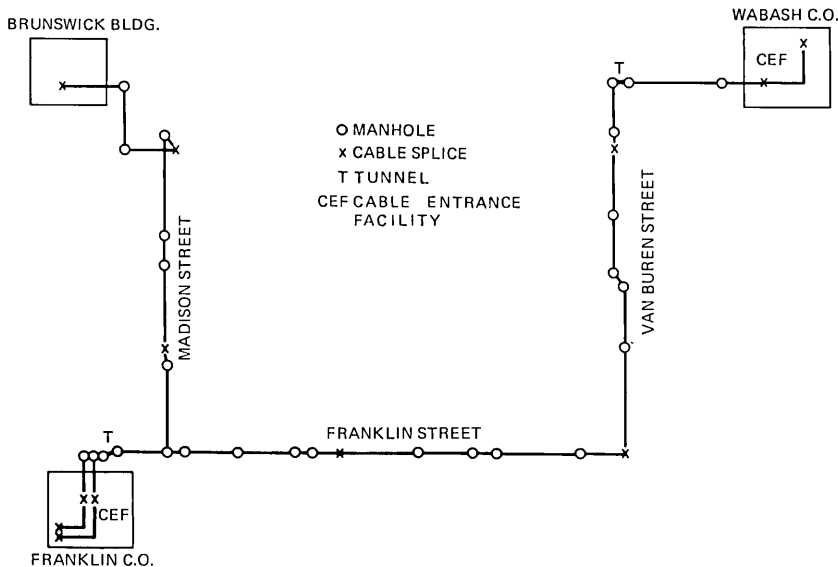 BRUNSWICK BLDG.
WABASH C.O.
CEF
T
O MANHOLE
x CABLE SPLICE
T TUNNEL
CEF CABLE ENTRANCE
FACILITY
MADISON STREET
VAN BUREN STREET
FRANKLIN STREET
T
CEF
FRANKLIN C.O.